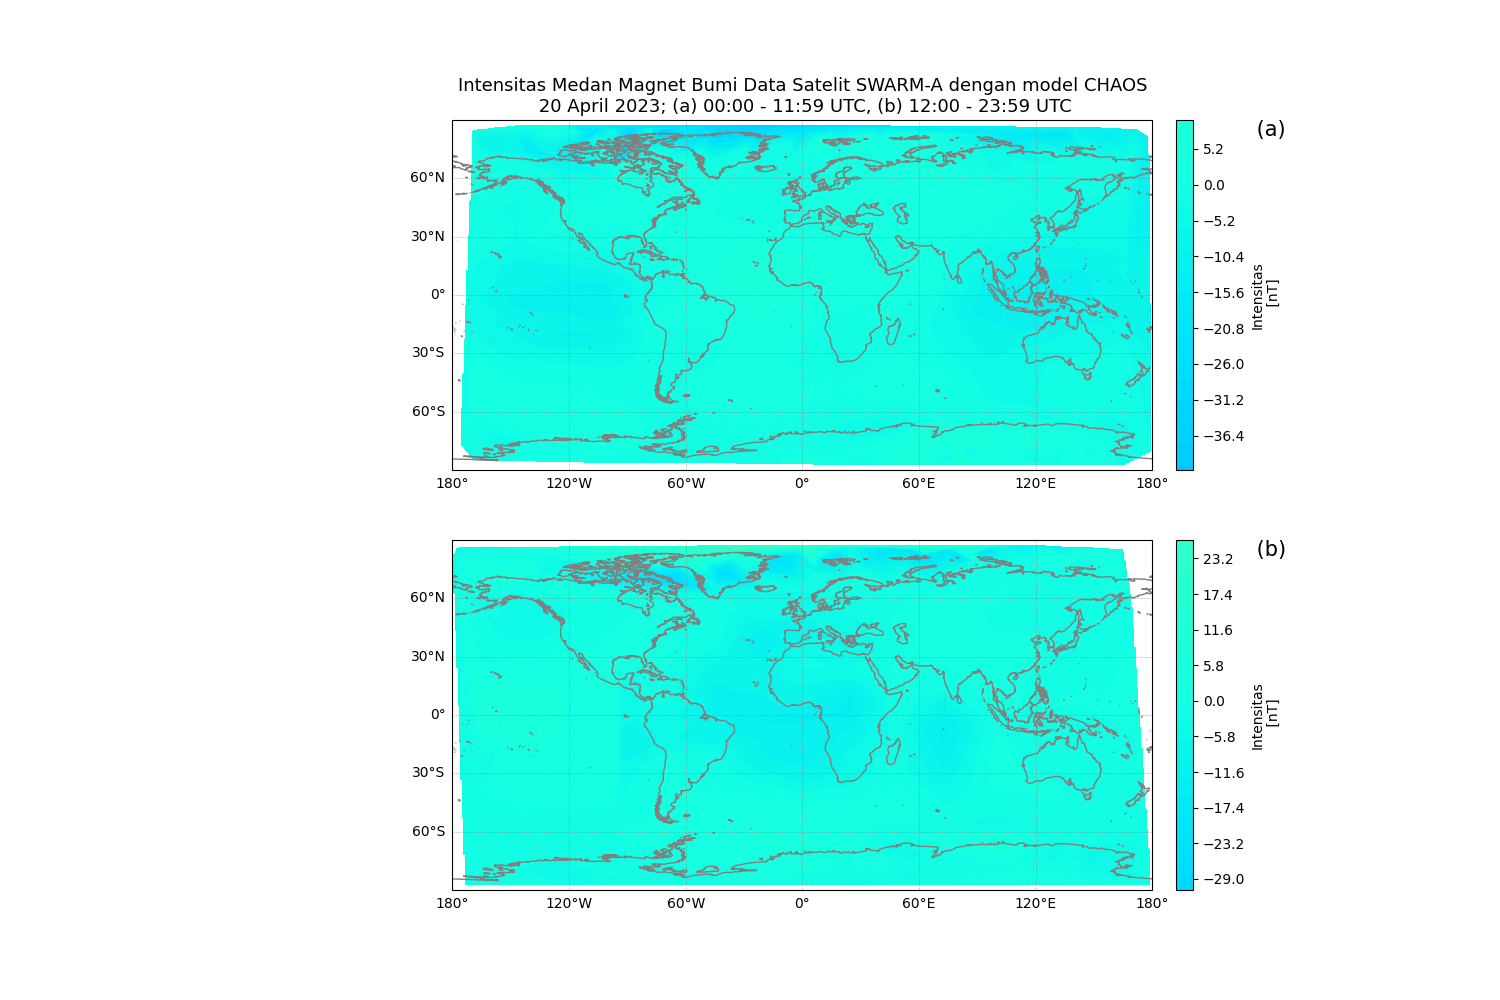 Intensitas Medan Magnet Bumi Data Satelit SWARM-A dengan model CHAOS
20 April 2023; (a) 00:00 - 11:59 UTC, (b) 12:00 - 23:59 UTC
(a)
60°N
30°N
0°
30°S
60°S
180°
120°W
60°W
0°
60°E
120°E
180°
5.2
0.0
−5.2
−10.4
−15.6
−20.8
−26.0
−31.2
−36.4
Intensitas
[nT]
(b)
60°N
30°N
0°
30°S
60°S
180°
120°W
60°W
0°
60°E
120°E
180°
23.2
17.4
11.6
5.8
0.0
−5.8
−11.6
−17.4
−23.2
−29.0
Intensitas
[nT]